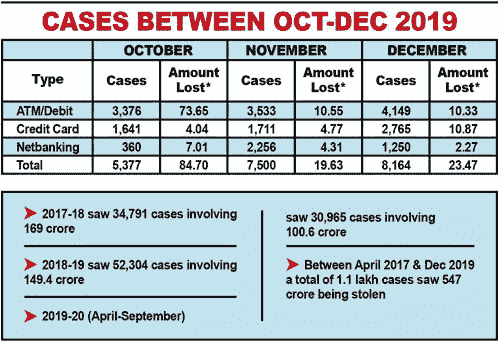 CASES BETWEEN OCT-DEC 2019
OCTOBER NOVEMBER DECEMBER
Type Cases Amount Lost* Cases Amount Lost* Cases Amount Lost*
ATM/Debit 3,376 73.65 3,533 10.55 4,149 10.33
Credit Card 1,641 4.04 1,711 4.77 2,765 10.87
Netbanking 360 7.01 2,256 4.31 1,250 2.27
Total 5,377 84.70 7,500 19.63 8,164 23.47
2017-18 saw 34,791 cases involving
169 crore
2018-19 saw 52,304 cases involving
149.4 crore
2019-20 (April-September)
saw 30,965 cases involving
100.6 crore
Between April 2017 & Dec 2019
a total of 1.1 lakh cases saw 547
crore being stolen